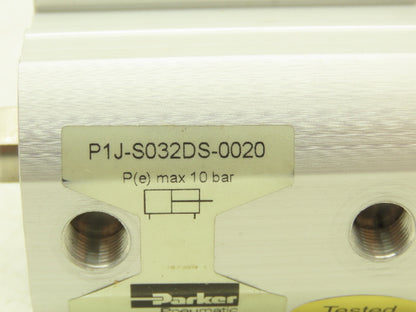 P1J-S032DS-0020
P(e) max 10 bar
Parker
Pneumatic
Tested